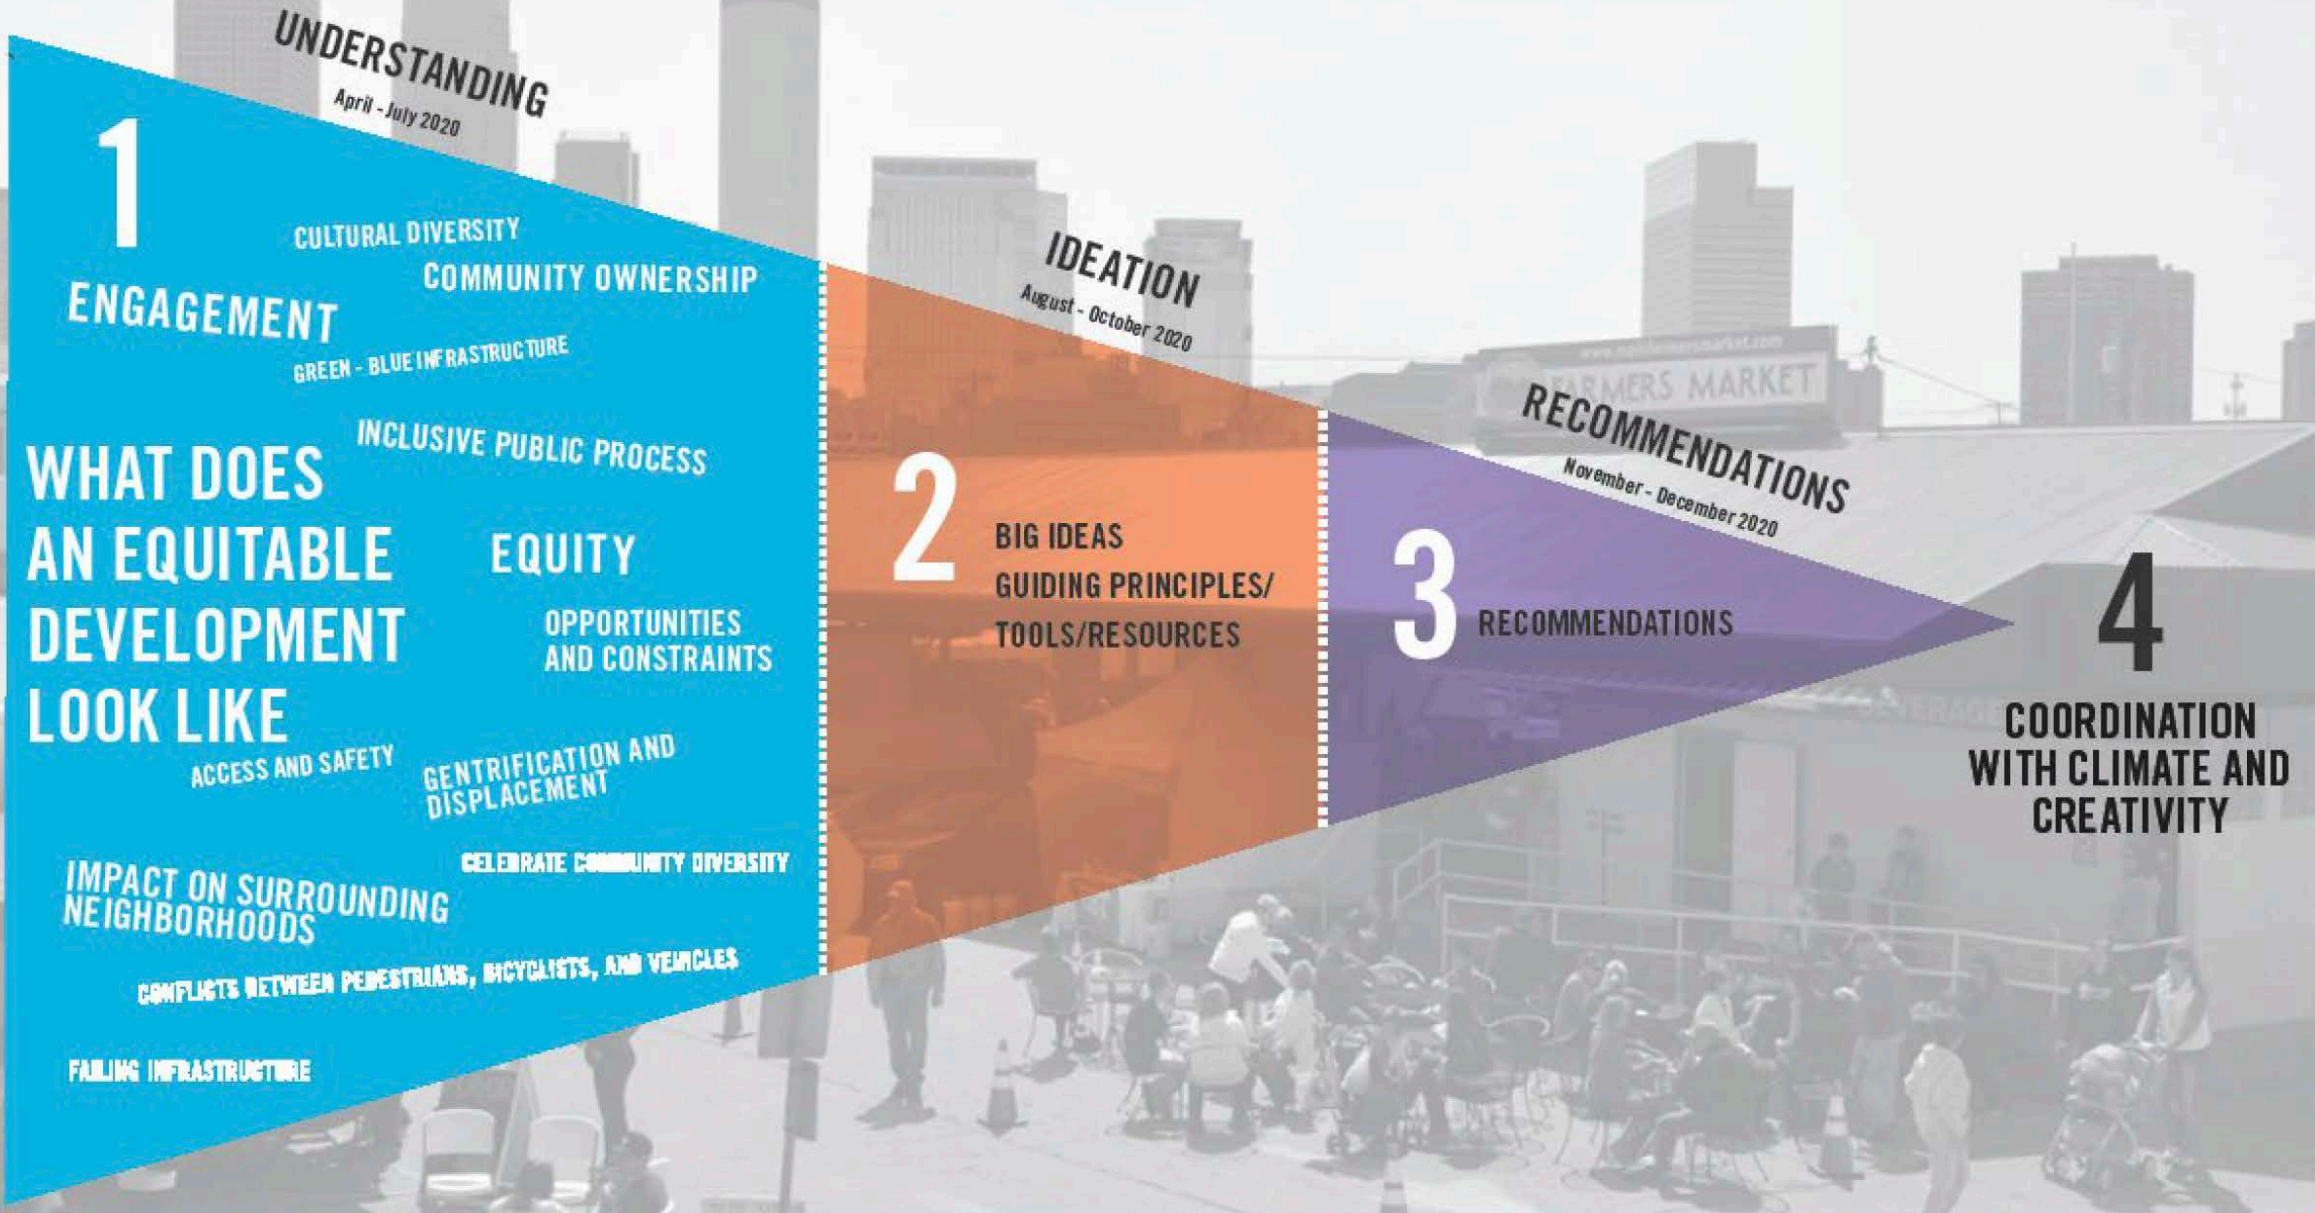 UNDERSTANDING
April - July 2020
1
CULTURAL DIVERSITY
COMMUNITY OWNERSHIP
ENGAGEMENT
GREEN - BLUE INFRASTRUCTURE
INCLUSIVE PUBLIC PROCESS
WHAT DOES
AN EQUITABLE
DEVELOPMENT
LOOK LIKE
EQUITY
OPPORTUNITIES
AND CONSTRAINTS
ACCESS AND SAFETY
GENTRIFICATION AND
DISPLACEMENT
CELEBRATE COMMUNITY DIVERSITY
IMPACT ON SURROUNDING
NEIGHBORHOODS
CONFLICTS BETWEEN PEDESTRIANS, BICYCLISTS, AND VEHICLES
FAILING INFRASTRUCTURE
IDEATION
August - October 2020
2
BIG IDEAS
GUIDING PRINCIPLES/
TOOLS/RESOURCES
FARMERS MARKET
RECOMMENDATIONS
November - December 2020
3
RECOMMENDATIONS
4
COORDINATION
WITH CLIMATE AND
CREATIVITY